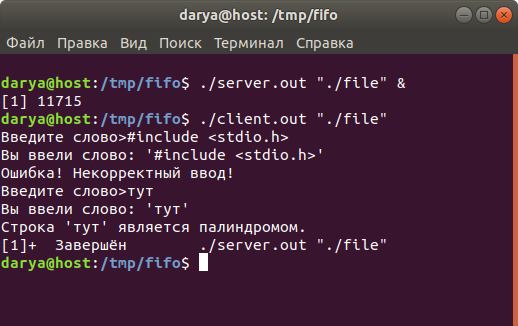 darya@host: /tmp/fifo
Файл Правка Вид Поиск Терминал Справка
darya@host:/tmp/fifo$ ./server.out "./file" &
[1] 11715
darya@host:/tmp/fifo$ ./client.out "./file"
Введите слово>#include <stdio.h>
Вы ввели слово: '#include <stdio.h>'
Ошибка! Некорректный ввод!
Введите слово>тут
Вы ввели слово: 'тут'
Строка 'тут' является палиндромом.
[1]+  Завершён        ./server.out "./file"
darya@host:/tmp/fifo$